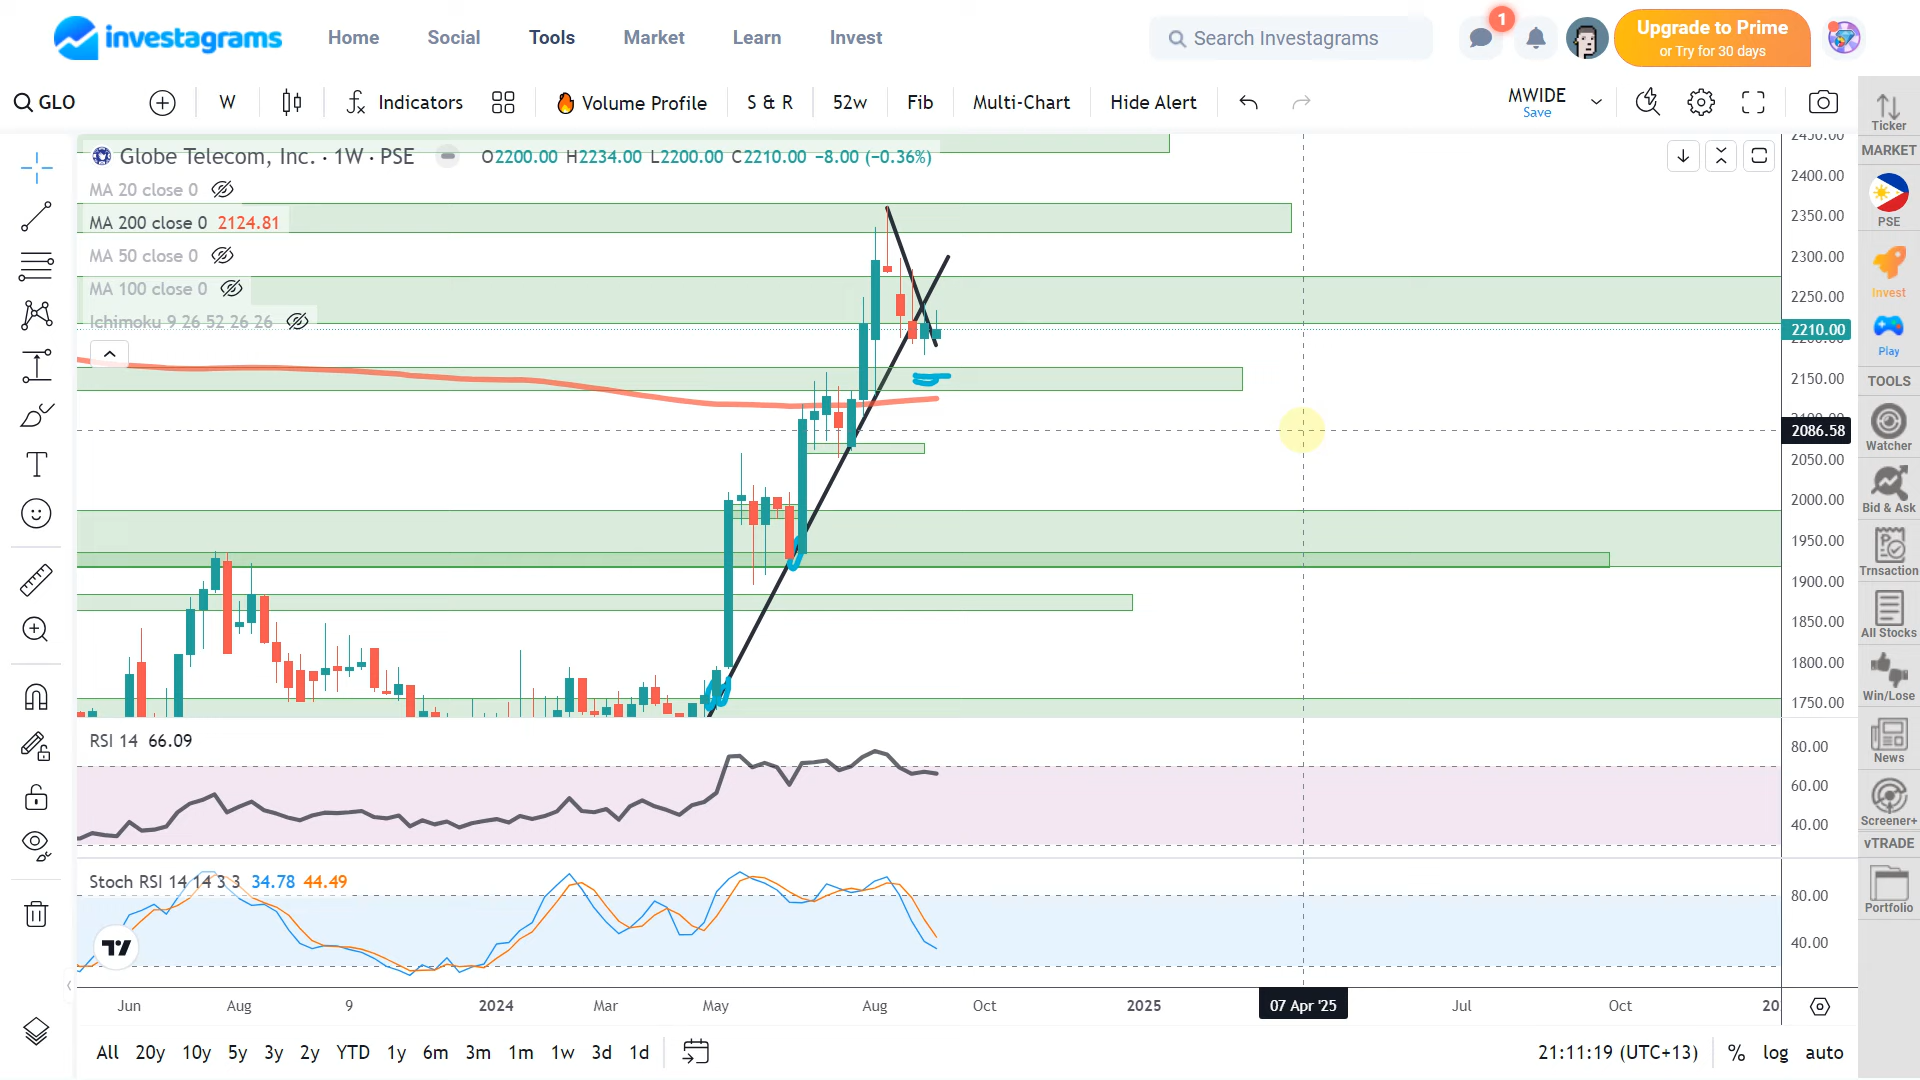 investagrams Home Social Tools Market Learn Invest
Search Investagrams
1
Upgrade to Prime
or Try for 30 days
GLO W Indicators Volume Profile S & R 52w Fib Multi-Chart Hide Alert
MWIDE
Save
Globe Telecom, Inc. · 1W · PSE O2200.00 H2234.00 L2200.00 C2210.00 −8.00 (−0.36%)
MA 20 close 0
MA 200 close 0 2124.81
MA 50 close 0
MA 100 close 0
Ichimoku 9 26 52 26 26
2450.00
2400.00
2350.00
2300.00
2250.00
2210.00
2200.00
2150.00
2100.00
2086.58
2050.00
2000.00
1950.00
1900.00
1850.00
1800.00
1750.00
RSI 14 66.09
80.00
60.00
40.00
Stoch RSI 14 14 3 3 34.78 44.49
80.00
40.00
Jun Aug 9 2024 Mar May Aug Oct 2025 07 Apr '25 Jul Oct 20
All 20y 10y 5y 3y 2y YTD 1y 6m 3m 1m 1w 3d 1d
21:11:19 (UTC+13) % log auto
Ticker
MARKET
PSE
Invest
Play
TOOLS
Watcher
Bid & Ask
Trnsaction
All Stocks
Win/Lose
News
Screener+
vTRADE
Portfolio